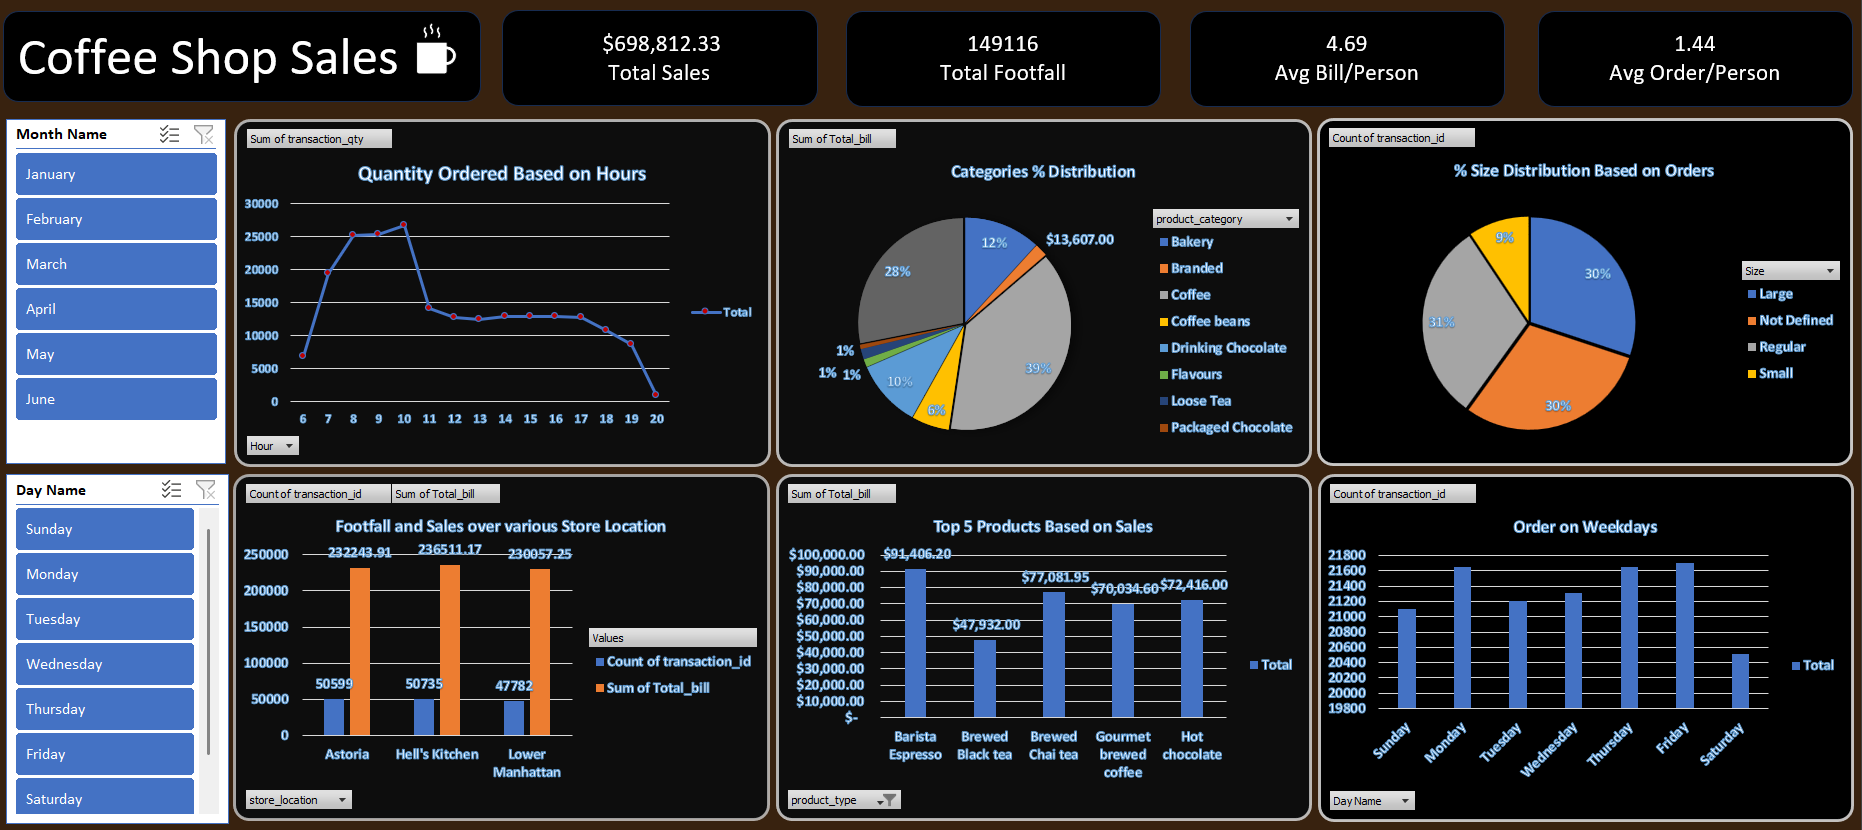 Coffee Shop Sales
$698,812.33
Total Sales
149116
Total Footfall
4.69
Avg Bill/Person
1.44
Avg Order/Person
Month Name
January
February
March
April
May
June
Day Name
Sunday
Monday
Tuesday
Wednesday
Thursday
Friday
Saturday
Sum of transaction_qty
Quantity Ordered Based on Hours
30000
25000
20000
15000
10000
5000
0
6 7 8 9 10 11 12 13 14 15 16 17 18 19 20
Total
Hour
Sum of Total_bill
Categories % Distribution
12%
$13,607.00
39%
6%
10%
1%
1%
1%
28%
product_category
Bakery
Branded
Coffee
Coffee beans
Drinking Chocolate
Flavours
Loose Tea
Packaged Chocolate
Count of transaction_id
% Size Distribution Based on Orders
30%
30%
31%
9%
Size
Large
Not Defined
Regular
Small
Count of transaction_id Sum of Total_bill
Footfall and Sales over various Store Location
250000
200000
150000
100000
50000
0
232243.91 236511.17 230057.25
50599 50735 47782
Astoria Hell's Kitchen Lower
Manhattan
Values
Count of transaction_id
Sum of Total_bill
store_location
Sum of Total_bill
Top 5 Products Based on Sales
$100,000.00
$90,000.00
$80,000.00
$70,000.00
$60,000.00
$50,000.00
$40,000.00
$30,000.00
$20,000.00
$10,000.00
$-
$91,406.20
$47,932.00
$77,081.95
$70,034.60
$72,416.00
Barista Brewed Brewed Gourmet Hot
Espresso Black tea Chai tea brewed chocolate
coffee
Total
product_type
Count of transaction_id
Order on Weekdays
21800
21600
21400
21200
21000
20800
20600
20400
20200
20000
19800
Sunday
Monday
Tuesday
Wednesday
Thursday
Friday
Saturday
Total
Day Name